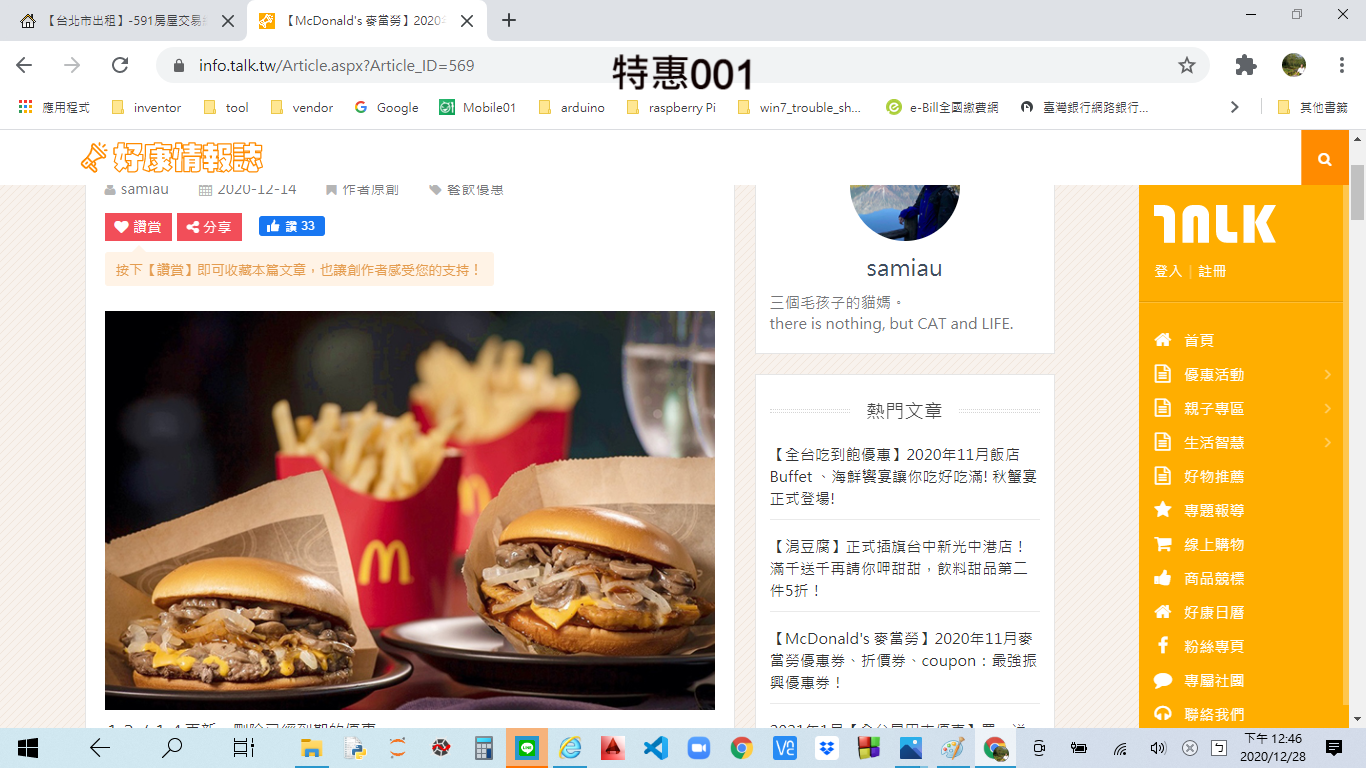 【台北市出租】-591房屋交易
【McDonald's 麥當勞】2020
info.talk.tw/Article.aspx?Article_ID=569
特惠001
應用程式
inventor
tool
vendor
Google
Mobile01
arduino
raspberry Pi
win7_trouble_sh...
e-Bill全國繳費網
臺灣銀行網路銀行...
其他書籤
好康情報誌
samiau
2020-12-14
作者原創
餐飲優惠
讚賞
分享
讚 33
按下【讚賞】即可收藏本篇文章，也讓創作者感受您的支持！
samiau
三個毛孩子的貓媽。
there is nothing, but CAT and LIFE.
熱門文章
【全台吃到飽優惠】2020年11月飯店
Buffet 、海鮮饗宴讓你吃好吃滿! 秋蟹宴
正式登場!
【涓豆腐】正式插旗台中新光中港店！
滿千送千再請你呷甜甜，飲料甜品第二
件5折！
【McDonald's 麥當勞】2020年11月麥
當勞優惠券、折價券、coupon：最強振
興優惠券！
TALK
登入 | 註冊
首頁
優惠活動
親子專區
生活智慧
好物推薦
專題報導
線上購物
商品競標
好康日曆
粉絲專頁
專屬社團
聯絡我們
下午 12:46
2020/12/28